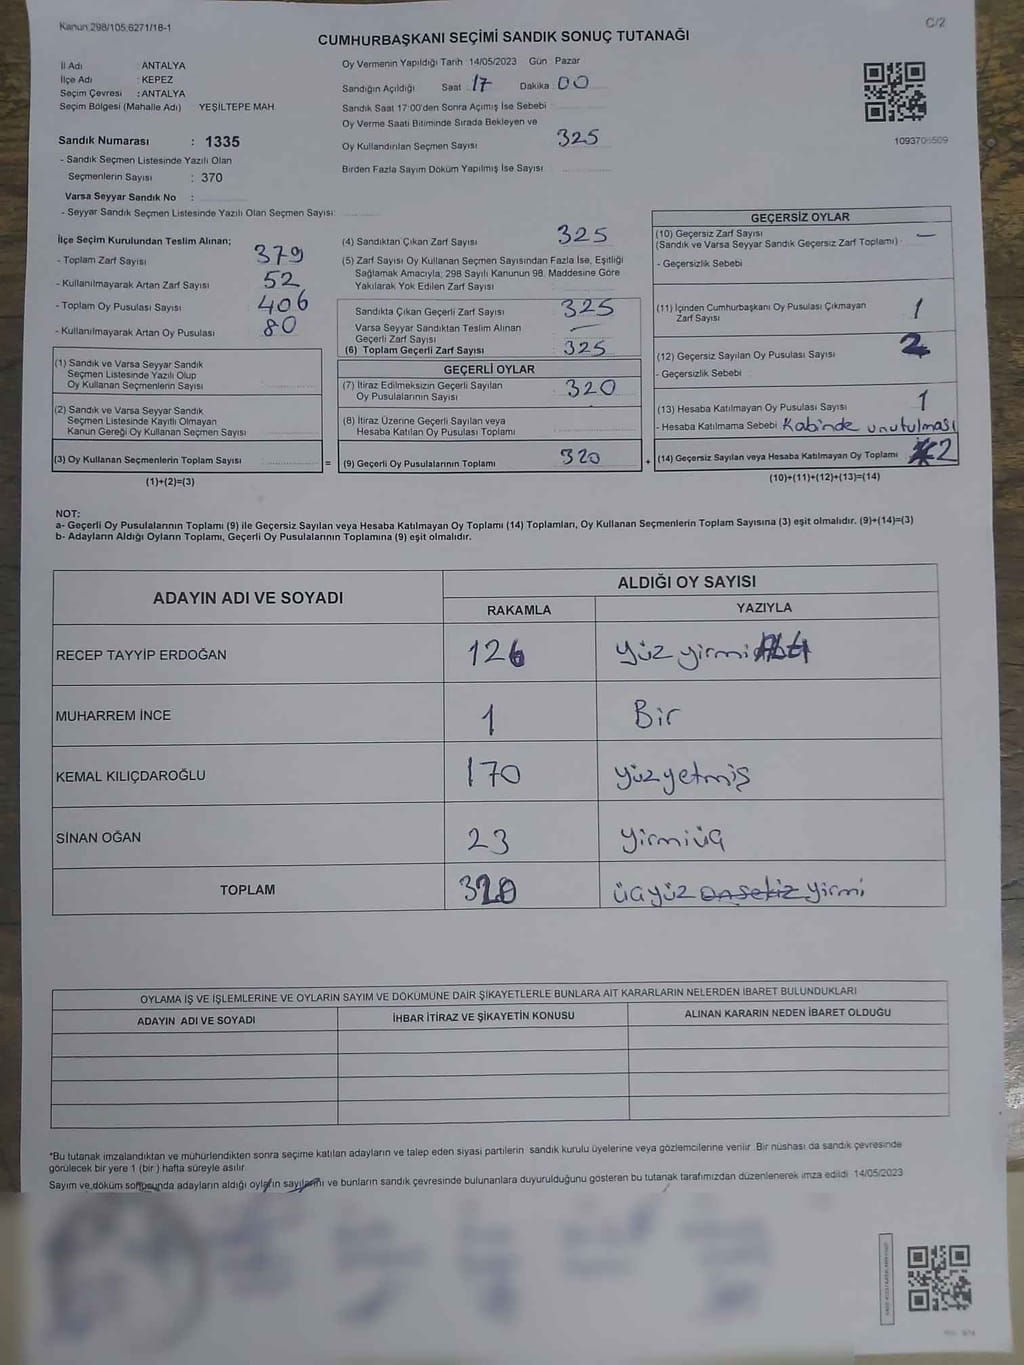 Kanun 298/105,6271/18-1
C/2
CUMHURBAŞKANI SEÇİMİ SANDIK SONUÇ TUTANAĞI
İl Adı : ANTALYA
İlçe Adı : KEPEZ
Seçim Çevresi : ANTALYA
Seçim Bölgesi (Mahalle Adı) YEŞİLTEPE MAH.
Oy Vermenin Yapıldığı Tarih 14/05/2023 Gün Pazar
Sandığın Açıldığı Saat 17 Dakika 00
Sandık Saat 17:00'den Sonra Açılmış İse Sebebi
Oy Verme Saati Bitiminde Sırada Bekleyen ve
Oy Kullandırılan Seçmen Sayısı 325
Birden Fazla Sayım Döküm Yapılmış İse Sayısı
Sandık Numarası : 1335
- Sandık Seçmen Listesinde Yazılı Olan
Seçmenlerin Sayısı : 370
Varsa Seyyar Sandık No :
- Seyyar Sandık Seçmen Listesinde Yazılı Olan Seçmen Sayısı:
İlçe Seçim Kurulundan Teslim Alınan;
- Toplam Zarf Sayısı 379
- Kullanılmayarak Artan Zarf Sayısı 52
- Toplam Oy Pusulası Sayısı 406
- Kullanılmayarak Artan Oy Pusulası 80
(1) Sandık ve Varsa Seyyar Sandık
Seçmen Listesinde Yazılı Olup
Oy Kullanan Seçmenlerin Sayısı
(2) Sandık ve Varsa Seyyar Sandık
Seçmen Listesinde Kayıtlı Olmayan
Kanun Gereği Oy Kullanan Seçmen Sayısı
(3) Oy Kullanan Seçmenlerin Toplam Sayısı
(1)+(2)=(3)
(4) Sandıktan Çıkan Zarf Sayısı 325
(5) Zarf Sayısı Oy Kullanan Seçmen Sayısından Fazla İse, Eşitliği
Sağlamak Amacıyla, 298 Sayılı Kanunun 98. Maddesine Göre
Yakılarak Yok Edilen Zarf Sayısı
Sandıkta Çıkan Geçerli Zarf Sayısı 325
Varsa Seyyar Sandıktan Teslim Alınan
Geçerli Zarf Sayısı —
(6) Toplam Geçerli Zarf Sayısı 325
GEÇERLİ OYLAR
(7) İtiraz Edilmeksizin Geçerli Sayılan
Oy Pusulalarının Sayısı 320
(8) İtiraz Üzerine Geçerli Sayılan veya
Hesaba Katılan Oy Pusulası Toplamı
= (9) Geçerli Oy Pusulalarının Toplamı 320 +
GEÇERSİZ OYLAR
(10) Geçersiz Zarf Sayısı
(Sandık ve Varsa Seyyar Sandık Geçersiz Zarf Toplamı) —
- Geçersizlik Sebebi
(11) İçinden Cumhurbaşkanı Oy Pusulası Çıkmayan
Zarf Sayısı 1
(12) Geçersiz Sayılan Oy Pusulası Sayısı 2
- Geçersizlik Sebebi
(13) Hesaba Katılmayan Oy Pusulası Sayısı 1
- Hesaba Katılmama Sebebi Kabinde unutulması
(14) Geçersiz Sayılan veya Hesaba Katılmayan Oy Toplamı 2
(10)+(11)+(12)+(13)=(14)
NOT:
a- Geçerli Oy Pusulalarının Toplamı (9) ile Geçersiz Sayılan veya Hesaba Katılmayan Oy Toplamı (14) Toplamları, Oy Kullanan Seçmenlerin Toplam Sayısına (3) eşit olmalıdır. (9)+(14)=(3)
b- Adayların Aldığı Oyların Toplamı, Geçerli Oy Pusulalarının Toplamına (9) eşit olmalıdır.
ADAYIN ADI VE SOYADI
ALDIĞI OY SAYISI
RAKAMLA YAZIYLA
RECEP TAYYİP ERDOĞAN 126 yüz yirmi Altı
MUHARREM İNCE 1 Bir
KEMAL KILIÇDAROĞLU 170 yüzyetmiş
SİNAN OĞAN 23 yirmiüç
TOPLAM 320 üçyüz onsekiz yirmi
OYLAMA İŞ VE İŞLEMLERİNE VE OYLARIN SAYIM VE DÖKÜMÜNE DAİR ŞİKAYETLERLE BUNLARA AİT KARARLARIN NELERDEN İBARET BULUNDUKLARI
ADAYIN ADI VE SOYADI İHBAR İTİRAZ VE ŞİKAYETİN KONUSU ALINAN KARARIN NEDEN İBARET OLDUĞU
*Bu tutanak imzalandıktan ve mühürlendikten sonra seçime katılan adayların ve talep eden siyasi partilerin sandık kurulu üyelerine veya gözlemcilerine verilir. Bir nüshası da sandık çevresinde
görülecek bir yere 1 (bir) hafta süreyle asılır.
Sayım ve döküm sonucunda adayların aldığı oyların sayılarını ve bunların sandık çevresinde bulunanlara duyurulduğunu gösteren bu tutanak tarafımızdan düzenlenerek imza edildi. 14/05/2023